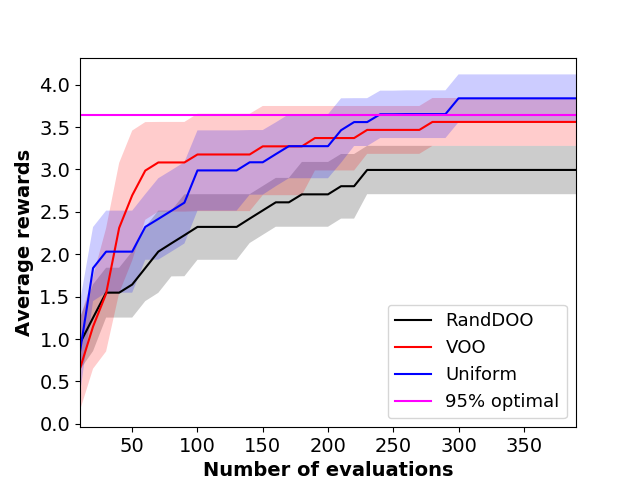 4.0
3.5
3.0
2.5
2.0
1.5
1.0
0.5
0.0
Average rewards
RandDOO
VOO
Uniform
95% optimal
50 100 150 200 250 300 350
Number of evaluations